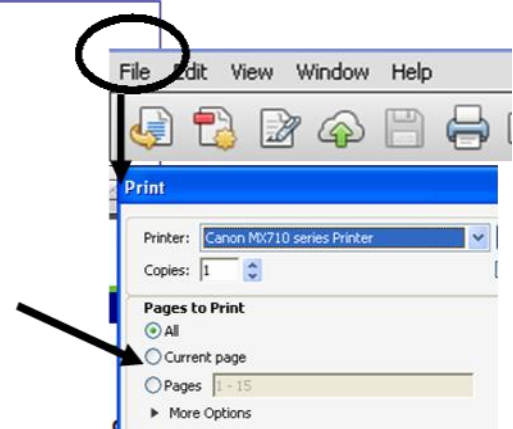 File Edit View Window Help
Print
Printer: Canon MX710 series Printer
Copies: 1
Pages to Print
All
Current page
Pages 1 - 15
More Options